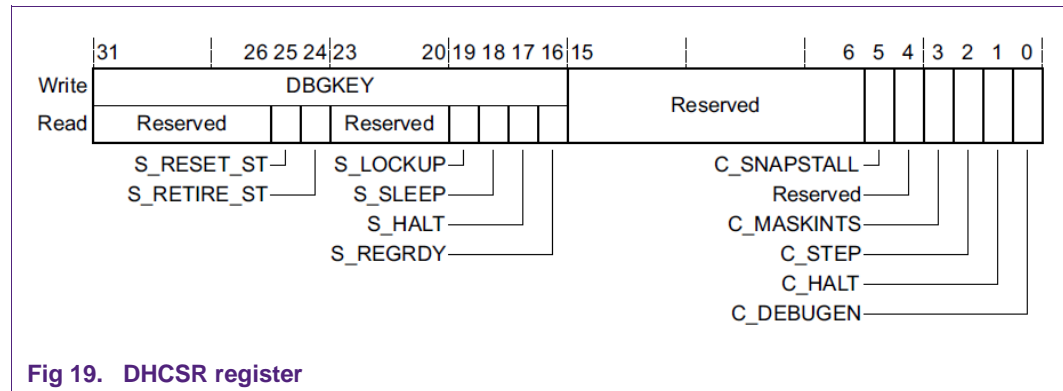 31 26 25 24 23 20 19 18 17 16 15 6 5 4 3 2 1 0
Write DBGKEY Reserved
Read Reserved Reserved
S_RESET_ST S_LOCKUP C_SNAPSTALL
S_RETIRE_ST S_SLEEP Reserved
S_HALT C_MASKINTS
S_REGRDY C_STEP
C_HALT
C_DEBUGEN
Fig 19. DHCSR register